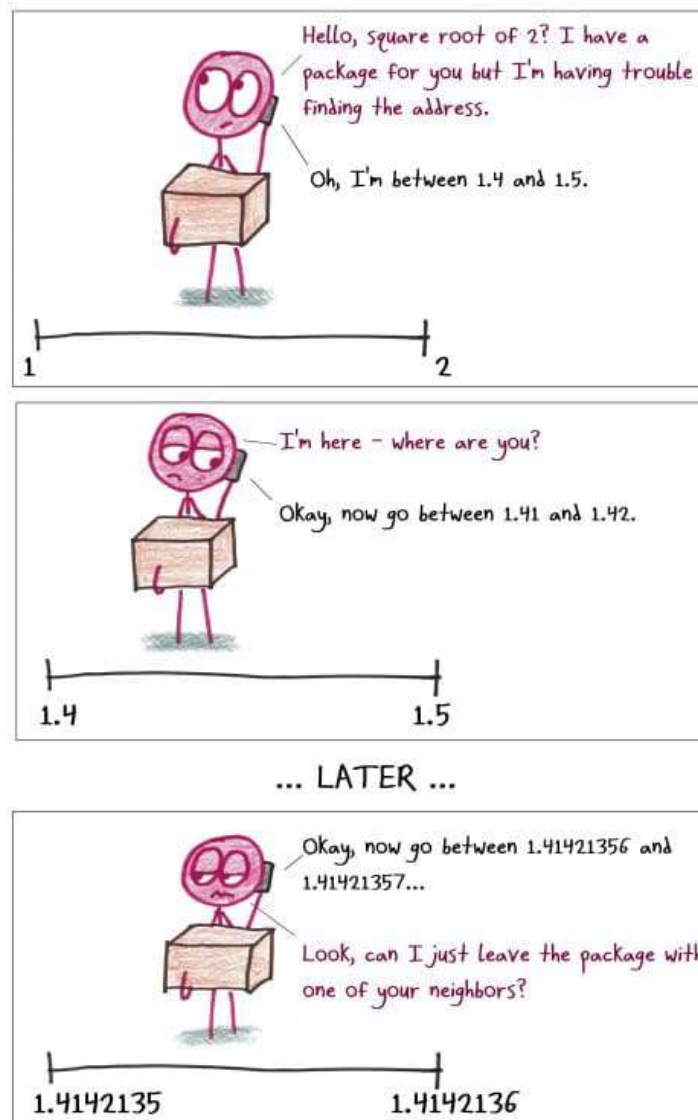 Hello, square root of 2? I have a
package for you but I'm having trouble
finding the address.
Oh, I'm between 1.4 and 1.5.
1
2
I'm here - where are you?
Okay, now go between 1.41 and 1.42.
1.4
1.5
... LATER ...
Okay, now go between 1.41421356 and
1.41421357...
Look, can I just leave the package with
one of your neighbors?
1.4142135
1.4142136